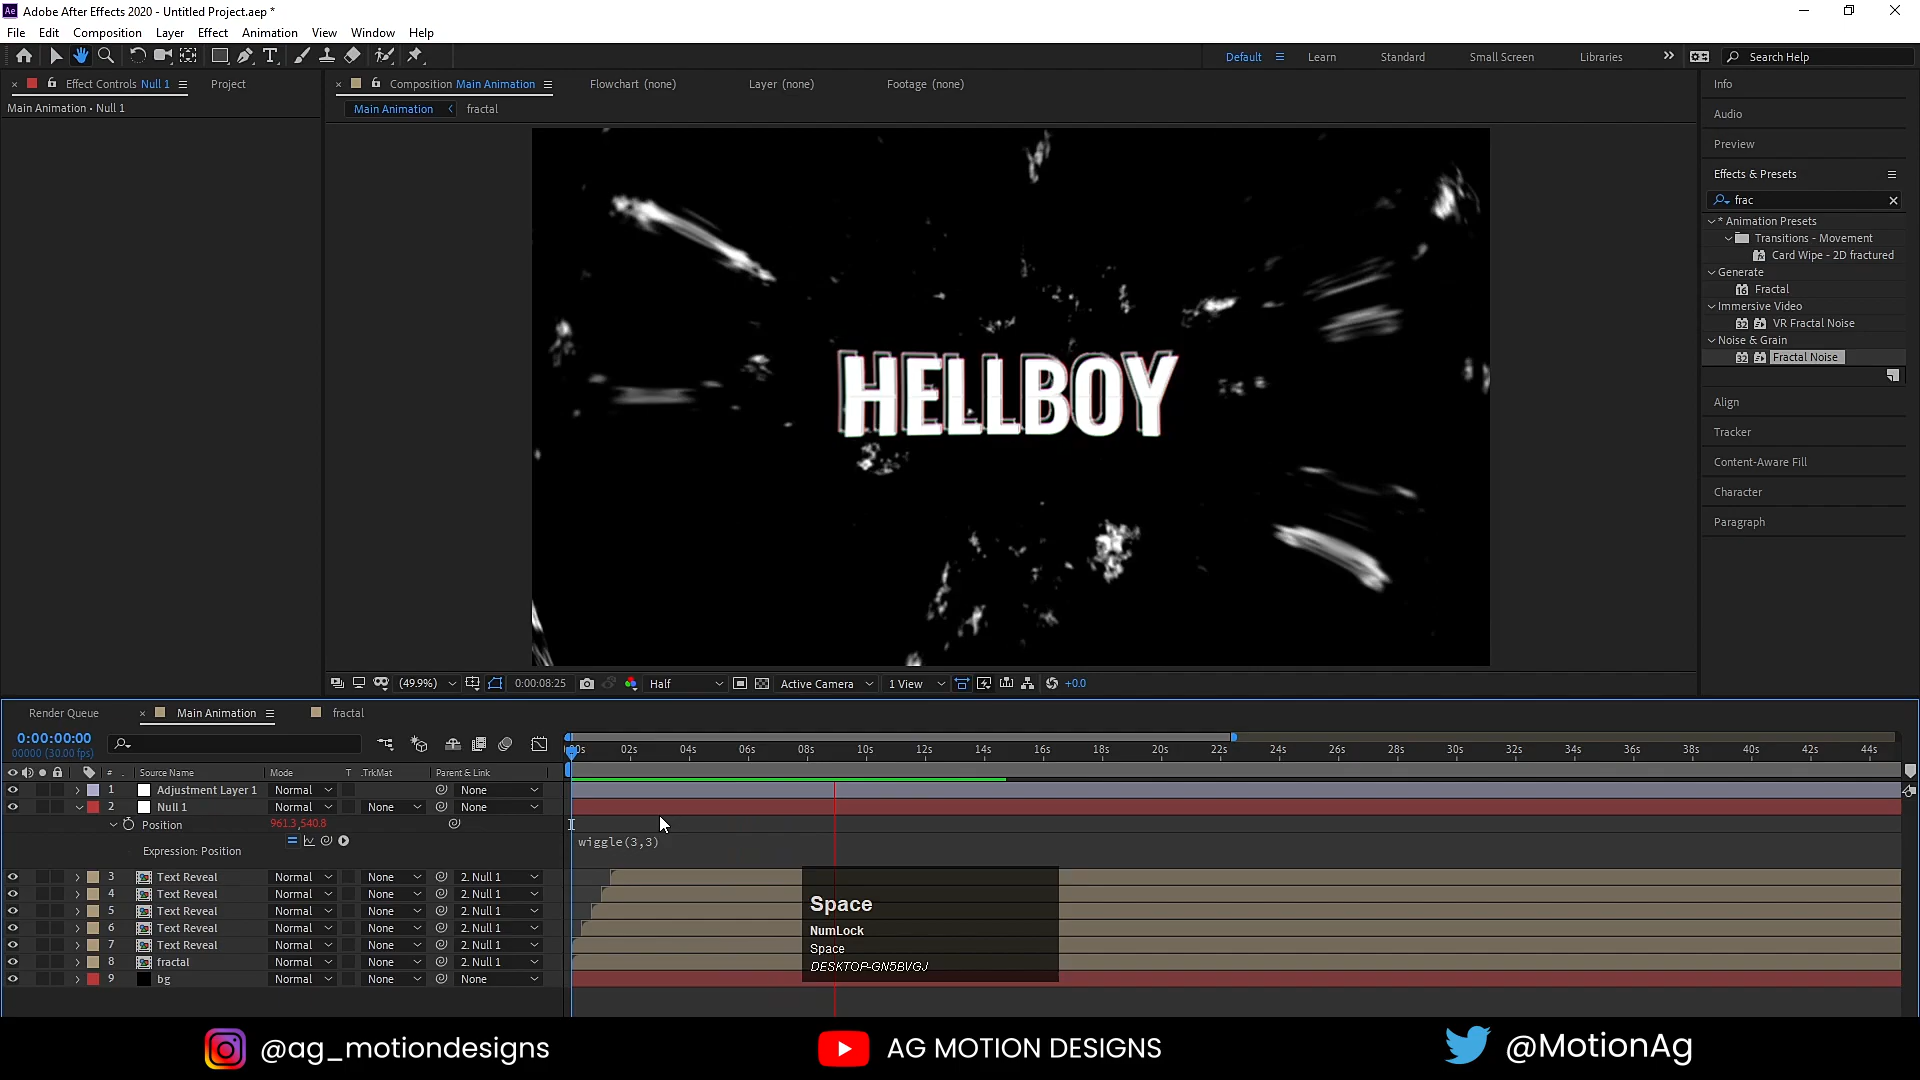 Adobe After Effects 2020 - Untitled Project.aep *
File Edit Composition Layer Effect Animation View Window Help
Default Learn Standard Small Screen Libraries Search Help
Effect Controls Null 1 Project
Main Animation • Null 1
Composition Main Animation Flowchart (none) Layer (none) Footage (none)
Main Animation fractal
HELLBOY
(49.9%) 0:00:08:25 Half Active Camera 1 View +0.0
Info
Audio
Preview
Effects & Presets
frac
* Animation Presets
Transitions - Movement
Card Wipe - 2D fractured
Generate
16 Fractal
Immersive Video
32 VR Fractal Noise
Noise & Grain
32 Fractal Noise
Align
Tracker
Content-Aware Fill
Character
Paragraph
Render Queue Main Animation fractal
0:00:00:00
00000 (30.00 fps)
02s 04s 06s 08s 10s 12s 14s 16s 18s 20s 22s 24s 26s 28s 30s 32s 34s 36s 38s 40s 42s 44s
# Source Name Mode T .TrkMat Parent & Link
1 Adjustment Layer 1 Normal None
2 Null 1 Normal None None
Position 961.3,540.8
wiggle(3,3)
Expression: Position
3 Text Reveal Normal None 2. Null 1
4 Text Reveal Normal None 2. Null 1
5 Text Reveal Normal None 2. Null 1
6 Text Reveal Normal None 2. Null 1
7 Text Reveal Normal None 2. Null 1
8 fractal Normal None 2. Null 1
9 bg Normal None None
Space
NumLock
Space
DESKTOP-GN5BVGJ
@ag_motiondesigns AG MOTION DESIGNS @MotionAg